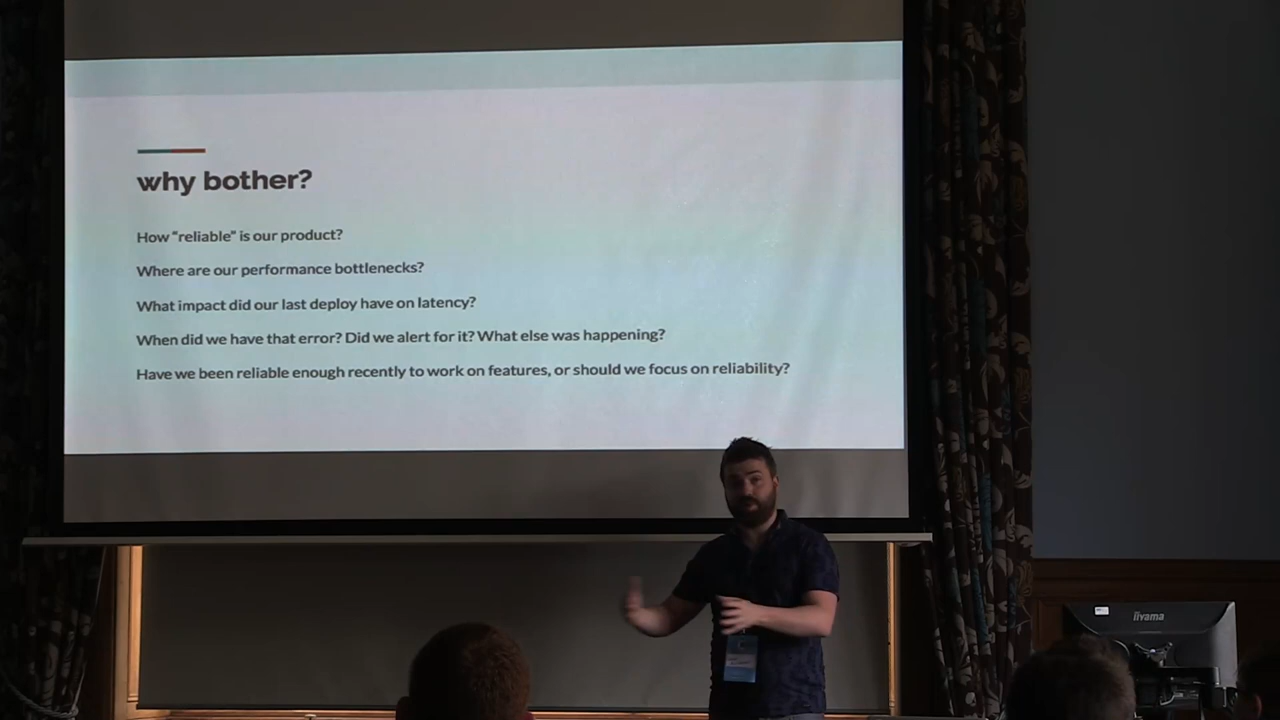 why bother?
How "reliable" is our product?
Where are our performance bottlenecks?
What impact did our last deploy have on latency?
When did we have that error? Did we alert for it? What else was happening?
Have we been reliable enough recently to work on features, or should we focus on reliability?
iiyama